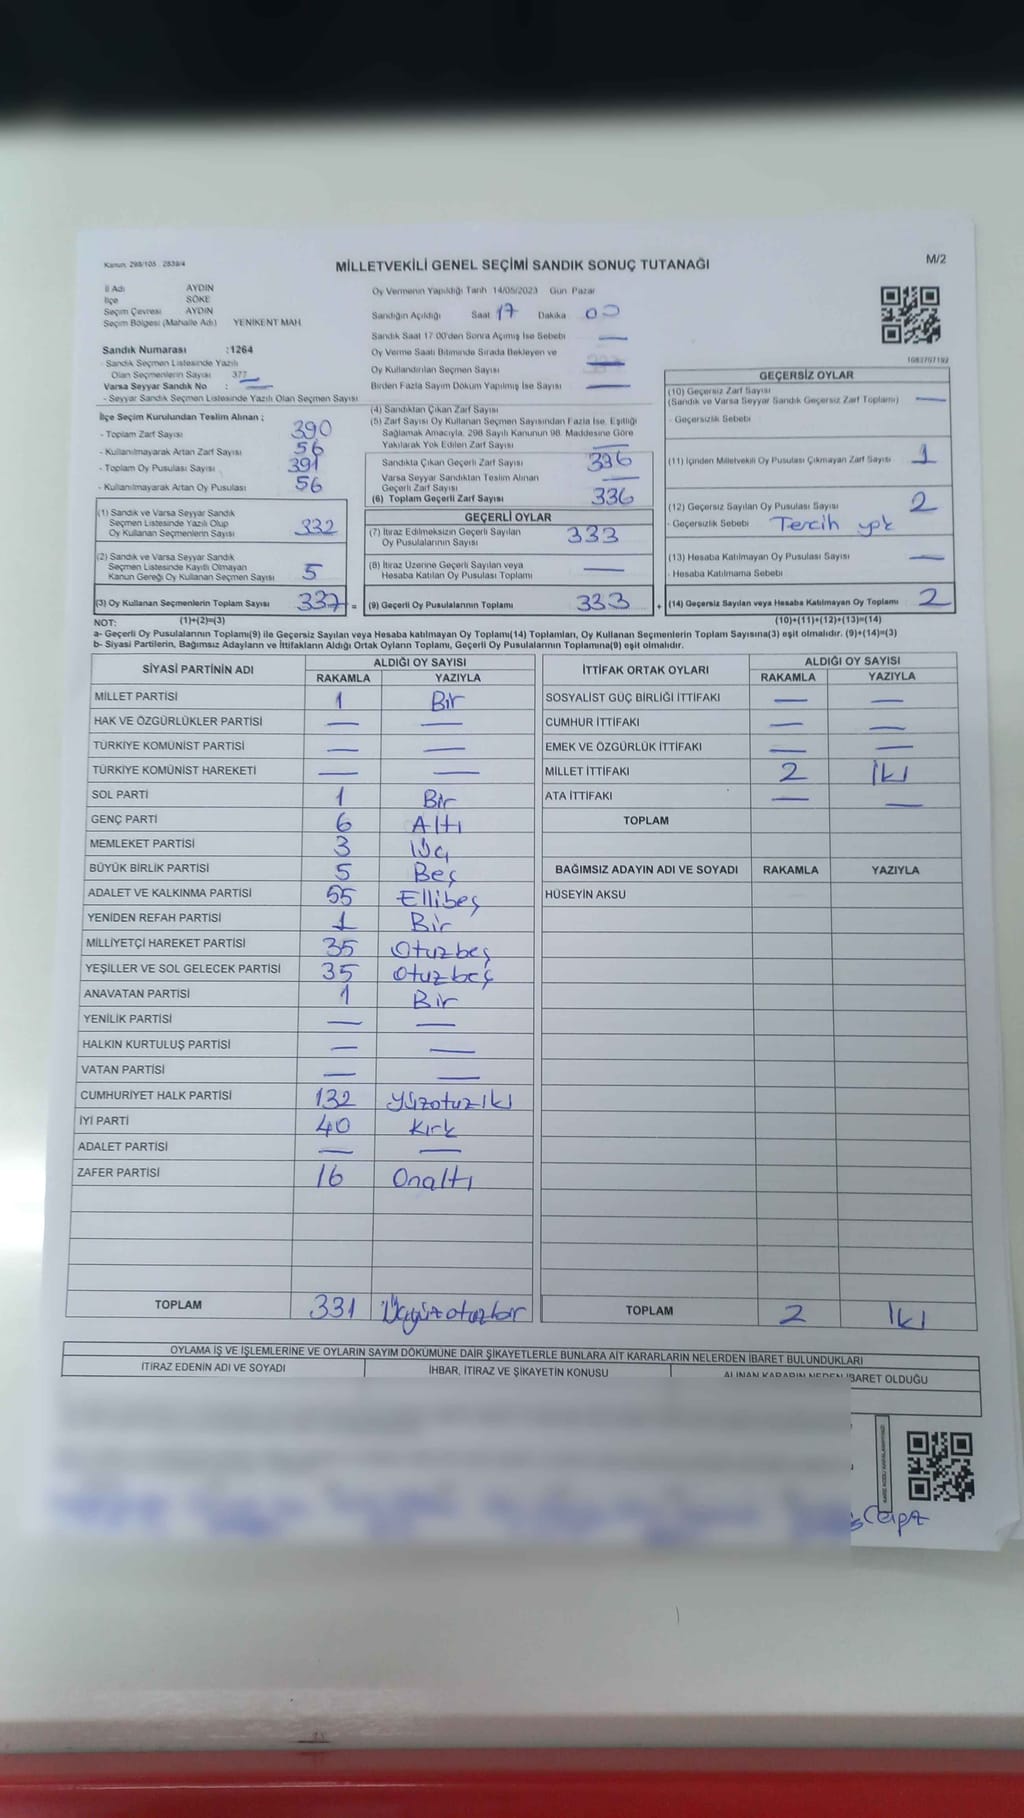 Kanun: 298/105 - 2839/4
MİLLETVEKİLİ GENEL SEÇİMİ SANDIK SONUÇ TUTANAĞI
M/2
İl Adı AYDIN
İlçe SÖKE
Seçim Çevresi AYDIN
Seçim Bölgesi (Mahalle Adı) YENİKENT MAH
Oy Vermenin Yapıldığı Tarih 14/05/2023 Gün Pazar
Sandığın Açıldığı Saat 17 Dakika 00
Sandık Saat 17:00'den Sonra Açılmış İse Sebebi —
Oy Verme Saati Bitiminde Sırada Bekleyen ve
Oy Kullandırılan Seçmen Sayısı —
Birden Fazla Sayım Döküm Yapılmış İse Sayısı —
Sandık Numarası :1264
- Sandık Seçmen Listesinde Yazılı
Olan Seçmenlerin Sayısı 377
Varsa Seyyar Sandık No : —
- Seyyar Sandık Seçmen Listesinde Yazılı Olan Seçmen Sayısı
İlçe Seçim Kurulundan Teslim Alınan ;
- Toplam Zarf Sayısı 390
- Kullanılmayarak Artan Zarf Sayısı 56
- Toplam Oy Pusulası Sayısı 391
- Kullanılmayarak Artan Oy Pusulası 56
(1) Sandık ve Varsa Seyyar Sandık
Seçmen Listesinde Yazılı Olup
Oy Kullanan Seçmenlerin Sayısı 332
(2) Sandık ve Varsa Seyyar Sandık
Seçmen Listesinde Kayıtlı Olmayan
Kanun Gereği Oy Kullanan Seçmen Sayısı 5
(3) Oy Kullanan Seçmenlerin Toplam Sayısı 337 =
(4) Sandıktan Çıkan Zarf Sayısı
(5) Zarf Sayısı Oy Kullanan Seçmen Sayısından Fazla İse, Eşitliği
Sağlamak Amacıyla, 298 Sayılı Kanunun 98. Maddesine Göre
Yakılarak Yok Edilen Zarf Sayısı —
Sandıkta Çıkan Geçerli Zarf Sayısı 336
Varsa Seyyar Sandıktan Teslim Alınan
Geçerli Zarf Sayısı —
(6) Toplam Geçerli Zarf Sayısı 336
GEÇERLİ OYLAR
(7) İtiraz Edilmeksizin Geçerli Sayılan
Oy Pusulalarının Sayısı 333
(8) İtiraz Üzerine Geçerli Sayılan veya
Hesaba Katılan Oy Pusulası Toplamı —
(9) Geçerli Oy Pusulalarının Toplamı 333 +
GEÇERSİZ OYLAR
(10) Geçersiz Zarf Sayısı
(Sandık ve Varsa Seyyar Sandık Geçersiz Zarf Toplamı) —
- Geçersizlik Sebebi
(11) İçinden Milletvekili Oy Pusulası Çıkmayan Zarf Sayısı 1
(12) Geçersiz Sayılan Oy Pusulası Sayısı 2
- Geçersizlik Sebebi Tercih yok
(13) Hesaba Katılmayan Oy Pusulası Sayısı —
- Hesaba Katılmama Sebebi
(14) Geçersiz Sayılan veya Hesaba Katılmayan Oy Toplamı 2
NOT: (1)+(2)=(3) (10)+(11)+(12)+(13)=(14)
a- Geçerli Oy Pusulalarının Toplamı(9) ile Geçersiz Sayılan veya Hesaba katılmayan Oy Toplamı(14) Toplamları, Oy Kullanan Seçmenlerin Toplam Sayısına(3) eşit olmalıdır. (9)+(14)=(3)
b- Siyasi Partilerin, Bağımsız Adayların ve İttifakların Aldığı Ortak Oyların Toplamı, Geçerli Oy Pusulalarının Toplamına(9) eşit olmalıdır.
SİYASİ PARTİNİN ADI ALDIĞI OY SAYISI
RAKAMLA YAZIYLA
MİLLET PARTİSİ 1 Bir
HAK VE ÖZGÜRLÜKLER PARTİSİ — —
TÜRKİYE KOMÜNİST PARTİSİ — —
TÜRKİYE KOMÜNİST HAREKETİ — —
SOL PARTİ 1 Bir
GENÇ PARTİ 6 Altı
MEMLEKET PARTİSİ 3 Üç
BÜYÜK BİRLİK PARTİSİ 5 Beş
ADALET VE KALKINMA PARTİSİ 55 Ellibeş
YENİDEN REFAH PARTİSİ 1 Bir
MİLLİYETÇİ HAREKET PARTİSİ 35 Otuzbeş
YEŞİLLER VE SOL GELECEK PARTİSİ 35 Otuzbeş
ANAVATAN PARTİSİ 1 Bir
YENİLİK PARTİSİ — —
HALKIN KURTULUŞ PARTİSİ — —
VATAN PARTİSİ — —
CUMHURİYET HALK PARTİSİ 132 Yüzotuziki
İYİ PARTİ 40 Kırk
ADALET PARTİSİ — —
ZAFER PARTİSİ 16 Onaltı
TOPLAM 331 Üçyüzotuzbir
İTTİFAK ORTAK OYLARI ALDIĞI OY SAYISI
RAKAMLA YAZIYLA
SOSYALİST GÜÇ BİRLİĞİ İTTİFAKI — —
CUMHUR İTTİFAKI — —
EMEK VE ÖZGÜRLÜK İTTİFAKI — —
MİLLET İTTİFAKI 2 İki
ATA İTTİFAKI — —
TOPLAM
BAĞIMSIZ ADAYIN ADI VE SOYADI RAKAMLA YAZIYLA
HÜSEYİN AKSU
TOPLAM 2 İki
OYLAMA İŞ VE İŞLEMLERİNE VE OYLARIN SAYIM DÖKÜMÜNE DAİR ŞİKAYETLERLE BUNLARA AİT KARARLARIN NELERDEN İBARET BULUNDUKLARI
İTİRAZ EDENİN ADI VE SOYADI İHBAR, İTİRAZ VE ŞİKAYETİN KONUSU ALINAN KARARIN NEDEN İBARET OLDUĞU